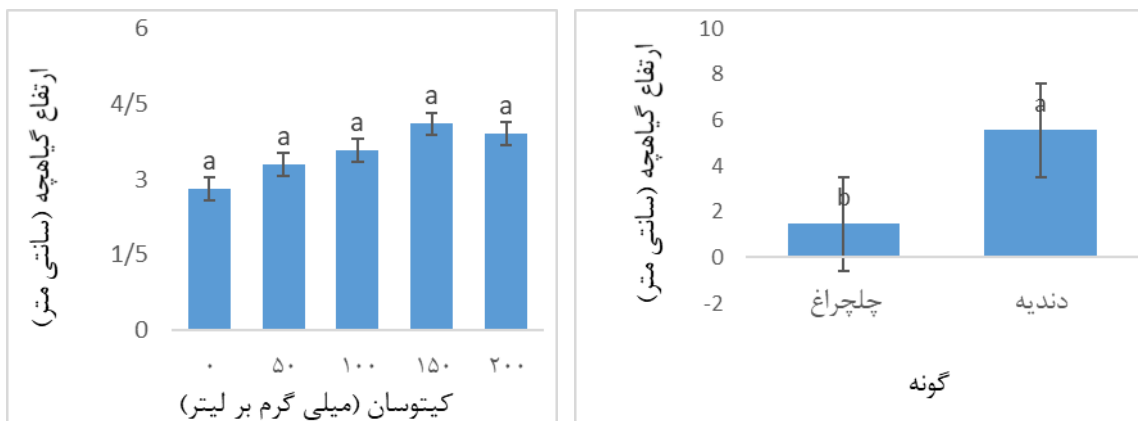 ارتفاع گیاهچه (سانتی متر)
6
4/5
3
1/5
0
a
a
a
a
a
۰
۵۰
۱۰۰
۱۵۰
۲۰۰
کیتوسان (میلی گرم بر لیتر)
ارتفاع گیاهچه (سانتی متر)
10
8
6
4
2
0
-2
b
a
چلچراغ
دندیه
گونه